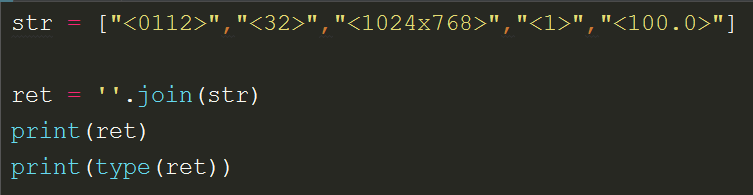 str = ["<0112>","<32>","<1024x768>","<1>","<100.0>"]
ret = ''.join(str)
print(ret)
print(type(ret))